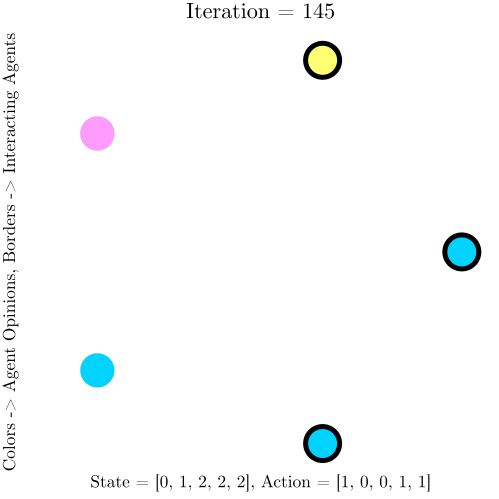 Iteration = 145
Colors -> Agent Opinions, Borders -> Interacting Agents
State = [0, 1, 2, 2, 2], Action = [1, 0, 0, 1, 1]